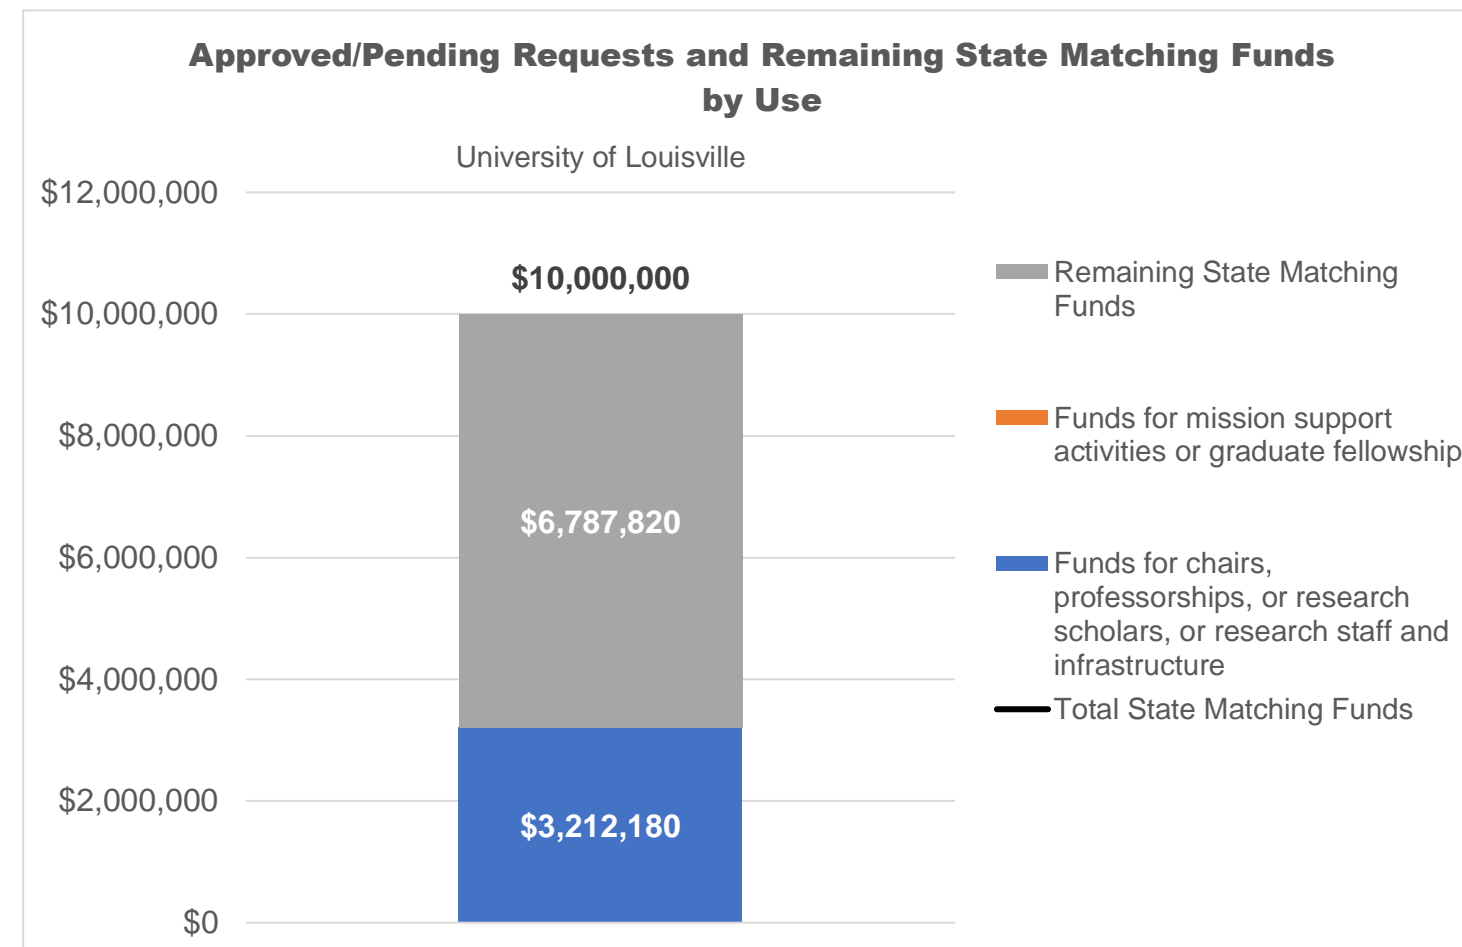 Approved/Pending Requests and Remaining State Matching Funds
by Use
University of Louisville
$12,000,000
$10,000,000
$8,000,000
$6,000,000
$4,000,000
$2,000,000
$0
$10,000,000
$6,787,820
$3,212,180
Remaining State Matching
Funds
Funds for mission support
activities or graduate fellowship
Funds for chairs,
professorships, or research
scholars, or research staff and
infrastructure
Total State Matching Funds